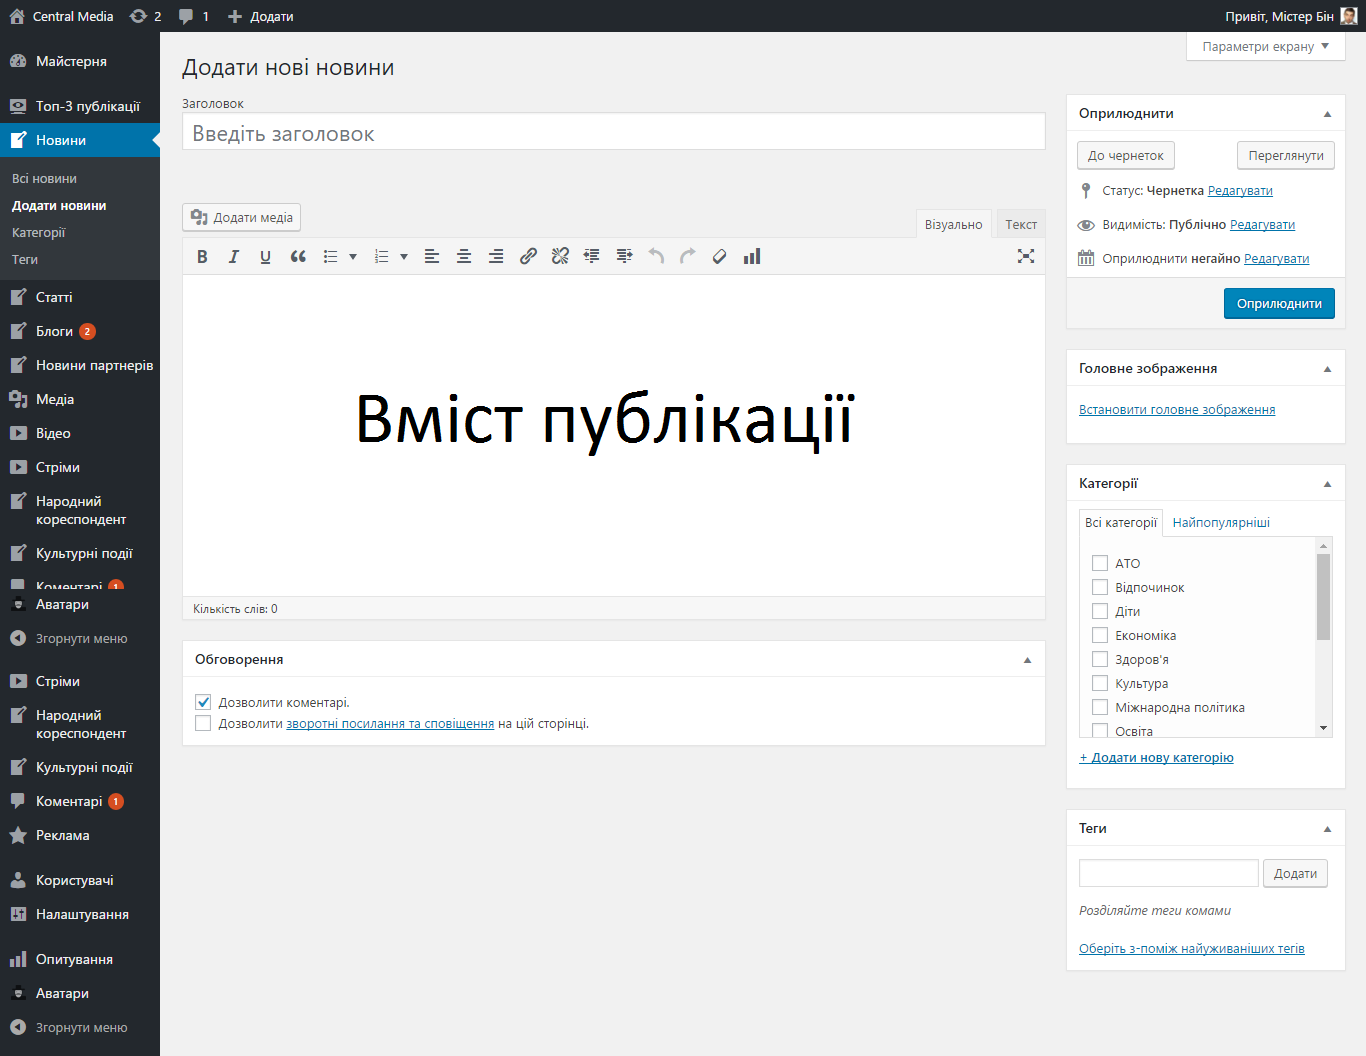 Central Media
2
1
Додати
Привіт, Містер Бін
Майстерня
Топ-3 публікації
Новини
Всі новини
Додати новини
Категорії
Теги
Статті
Блоги 2
Новини партнерів
Медіа
Відео
Стріми
Народний
кореспондент
Культурні події
Коментарі 1
Аватари
Згорнути меню
Стріми
Народний
кореспондент
Культурні події
Коментарі 1
Реклама
Користувачі
Налаштування
Опитування
Аватари
Згорнути меню
Параметри екрану
Додати нові новини
Заголовок
Введіть заголовок
Додати медіа
Візуально
Текст
B I U
Вміст публікації
Кількість слів: 0
Обговорення
Дозволити коментарі.
Дозволити зворотні посилання та сповіщення на цій сторінці.
Оприлюднити
До чернеток
Переглянути
Статус: Чернетка Редагувати
Видимість: Публічно Редагувати
Оприлюднити негайно Редагувати
Оприлюднити
Головне зображення
Встановити головне зображення
Категорії
Всі категорії
Найпопулярніші
АТО
Відпочинок
Діти
Економіка
Здоров'я
Культура
Міжнародна політика
Освіта
+ Додати нову категорію
Теги
Додати
Розділяйте теги комами
Оберіть з-поміж найуживаніших тегів